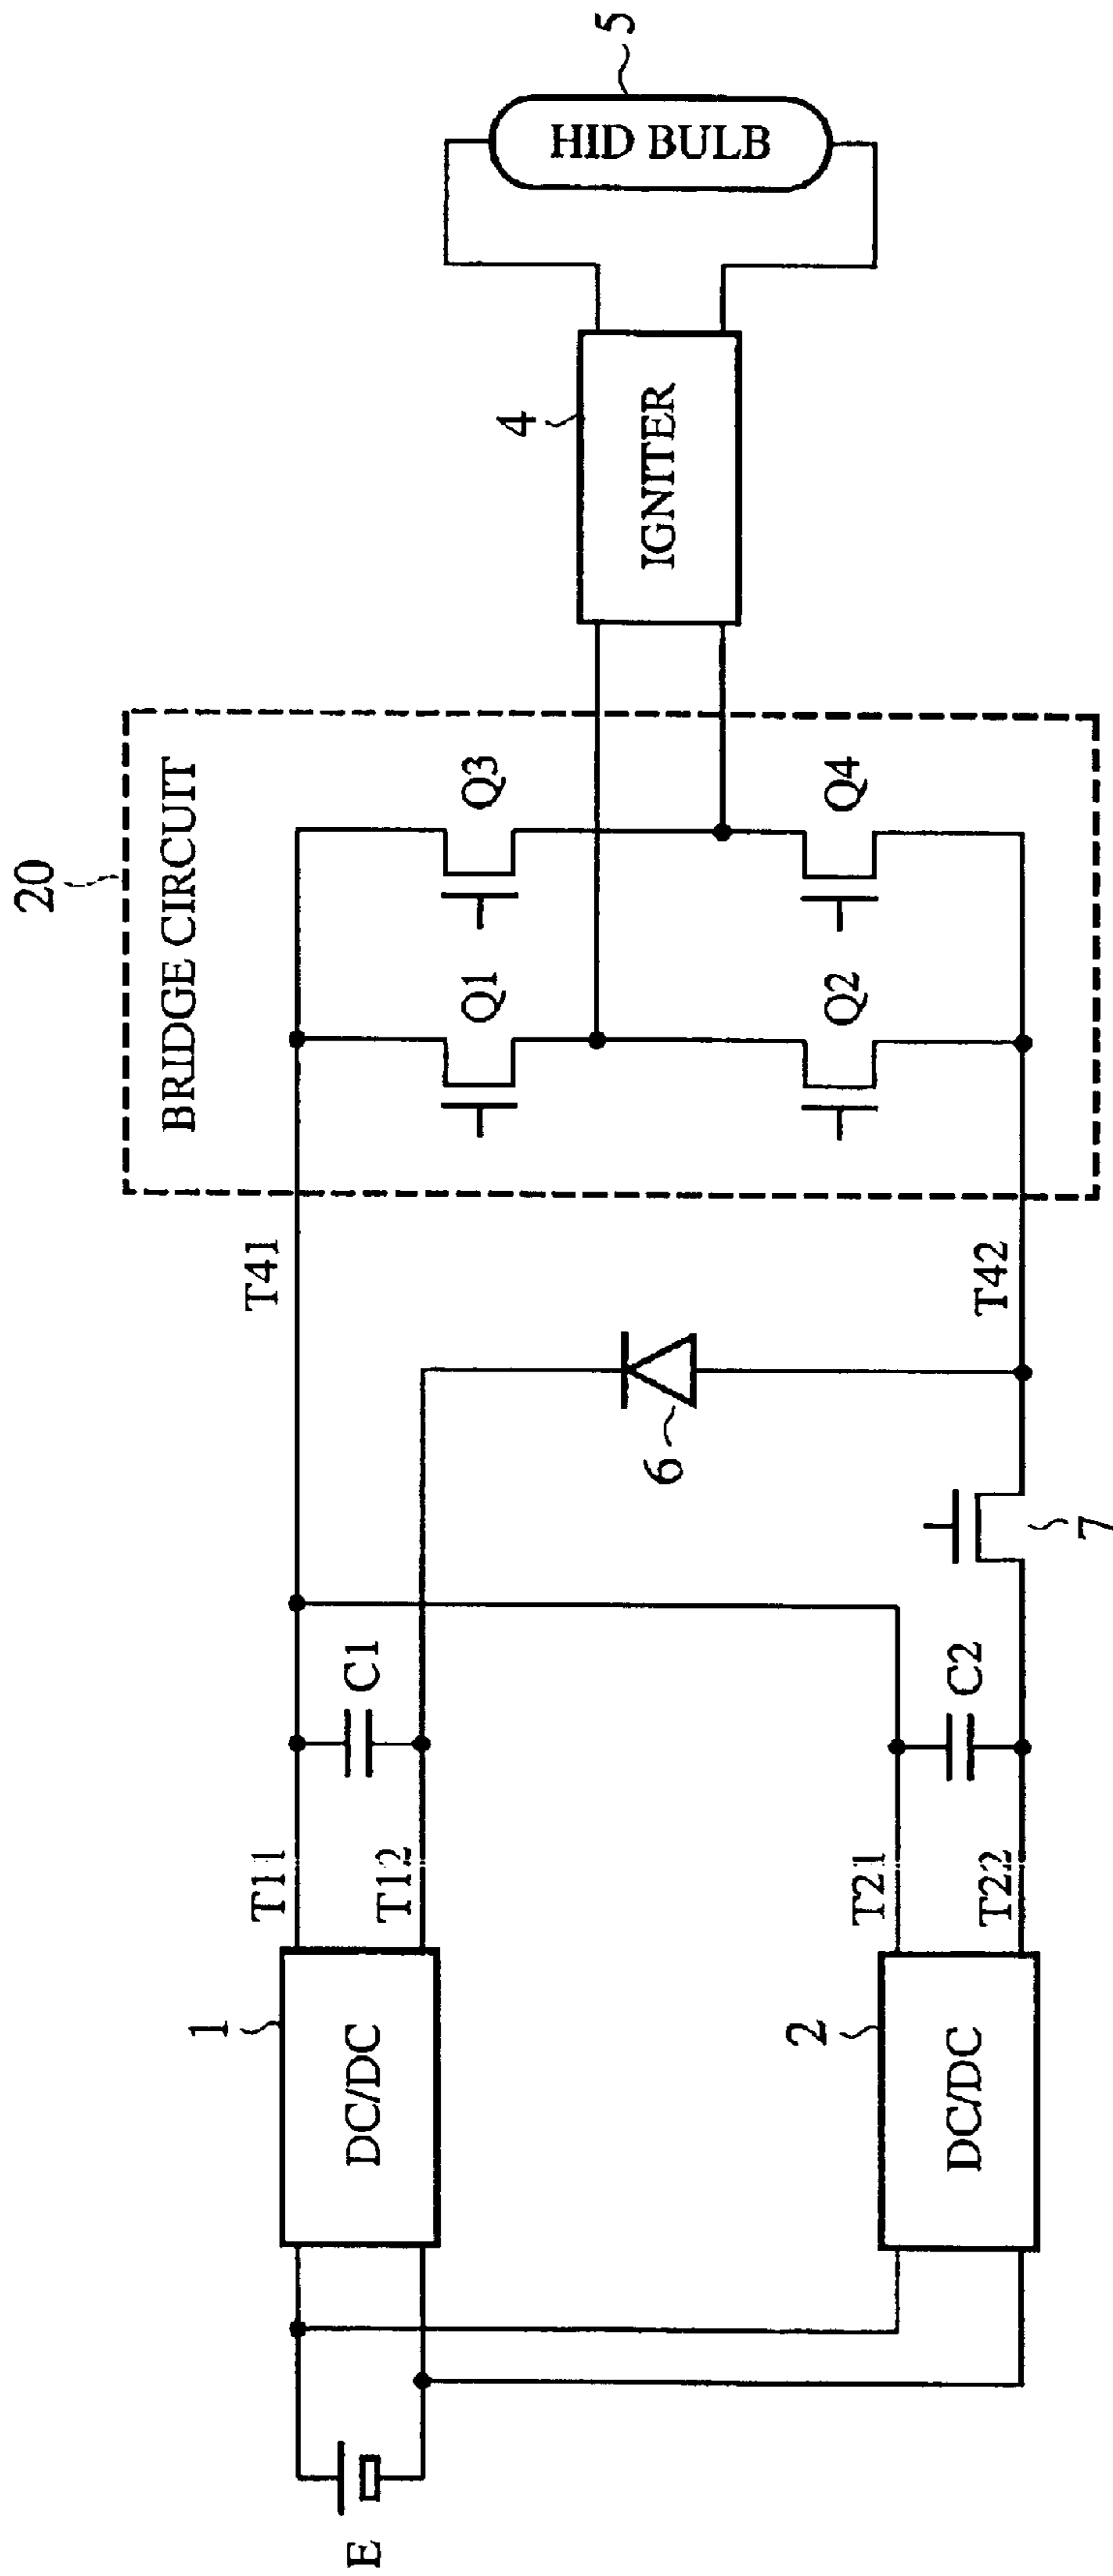 20
BRIDGE CIRCUIT
T41
Q1
Q3
4
IGNITER
5
HID BULB
1
T11
C1
DC/DC
T12
E
6
Q2
Q4
2
T21
C2
DC/DC
T22
7
T42